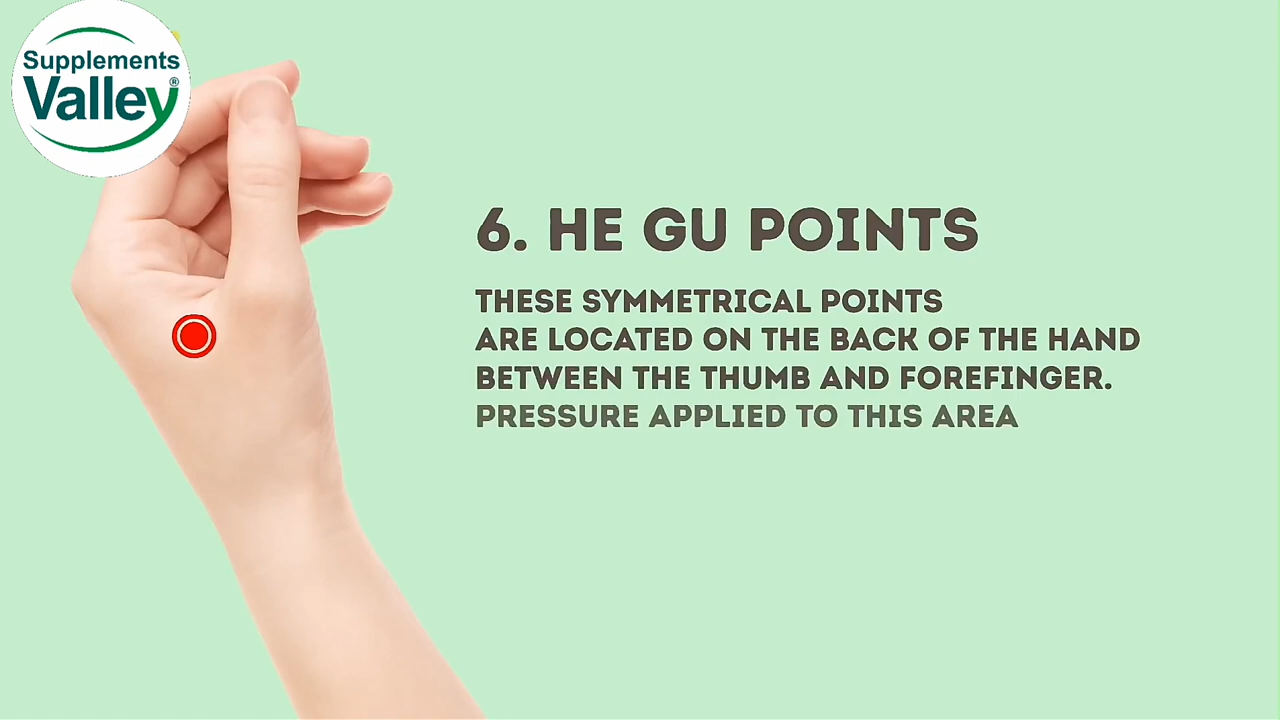 Supplements
Valley®
6. HE GU POINTS
THESE SYMMETRICAL POINTS
ARE LOCATED ON THE BACK OF THE HAND
BETWEEN THE THUMB AND FOREFINGER.
PRESSURE APPLIED TO THIS AREA